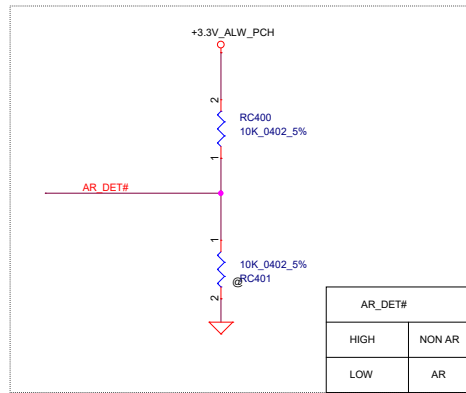 +3.3V_ALW_PCH
2
RC400
10K_0402_5%
1
AR_DET#
1
10K_0402_5%
@RC401
2
AR_DET#
HIGH NON AR
LOW AR